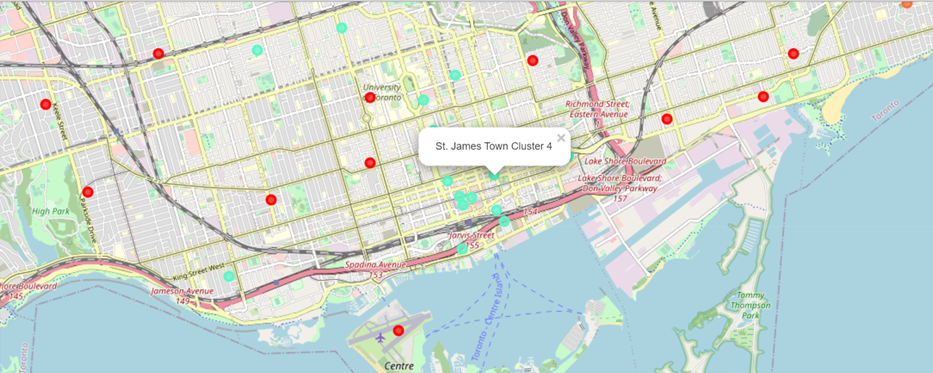 Don Valley Parkway
Avenue
University
Toronto
Keele Street
Richmond Street;
Eastern Avenue
Toronto
St. James Town Cluster 4
×
Lake Shore Boulevard
Lake Shore Boulevard;
Don Valley Parkway
157
High Park
Parkside Drive
154
Jarvis Street
155
King Street West
Spadina Avenue
153
Jameson Avenue
149
hore Boulevard
145
Toronto - Centre Island
Tommy
Thompson
Park
Toronto
Centre